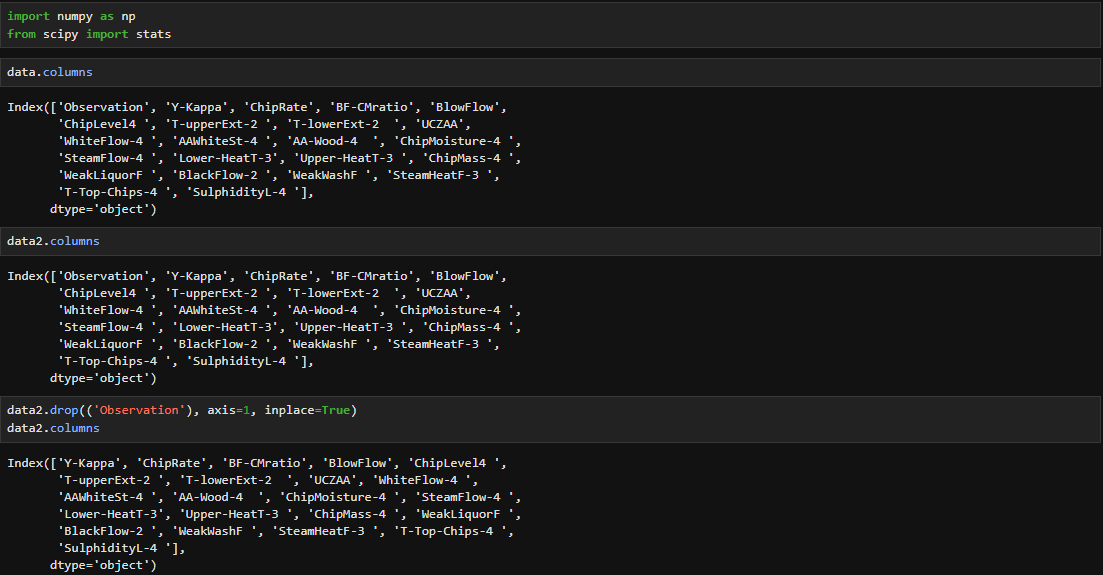 import numpy as np
from scipy import stats
data.columns
Index(['Observation', 'Y-Kappa', 'ChipRate', 'BF-CMratio', 'BlowFlow',
       'ChipLevel4 ', 'T-upperExt-2 ', 'T-lowerExt-2  ', 'UCZAA',
       'WhiteFlow-4 ', 'AAWhiteSt-4 ', 'AA-Wood-4  ', 'ChipMoisture-4 ',
       'SteamFlow-4 ', 'Lower-HeatT-3', 'Upper-HeatT-3 ', 'ChipMass-4 ',
       'WeakLiquorF ', 'BlackFlow-2 ', 'WeakWashF ', 'SteamHeatF-3 ',
       'T-Top-Chips-4 ', 'SulphidityL-4 '],
      dtype='object')
data2.columns
Index(['Observation', 'Y-Kappa', 'ChipRate', 'BF-CMratio', 'BlowFlow',
       'ChipLevel4 ', 'T-upperExt-2 ', 'T-lowerExt-2  ', 'UCZAA',
       'WhiteFlow-4 ', 'AAWhiteSt-4 ', 'AA-Wood-4  ', 'ChipMoisture-4 ',
       'SteamFlow-4 ', 'Lower-HeatT-3', 'Upper-HeatT-3 ', 'ChipMass-4 ',
       'WeakLiquorF ', 'BlackFlow-2 ', 'WeakWashF ', 'SteamHeatF-3 ',
       'T-Top-Chips-4 ', 'SulphidityL-4 '],
      dtype='object')
data2.drop(('Observation'), axis=1, inplace=True)
data2.columns
Index(['Y-Kappa', 'ChipRate', 'BF-CMratio', 'BlowFlow', 'ChipLevel4 ',
       'T-upperExt-2 ', 'T-lowerExt-2  ', 'UCZAA', 'WhiteFlow-4 ',
       'AAWhiteSt-4 ', 'AA-Wood-4  ', 'ChipMoisture-4 ', 'SteamFlow-4 ',
       'Lower-HeatT-3', 'Upper-HeatT-3 ', 'ChipMass-4 ', 'WeakLiquorF ',
       'BlackFlow-2 ', 'WeakWashF ', 'SteamHeatF-3 ', 'T-Top-Chips-4 ',
       'SulphidityL-4 '],
      dtype='object')